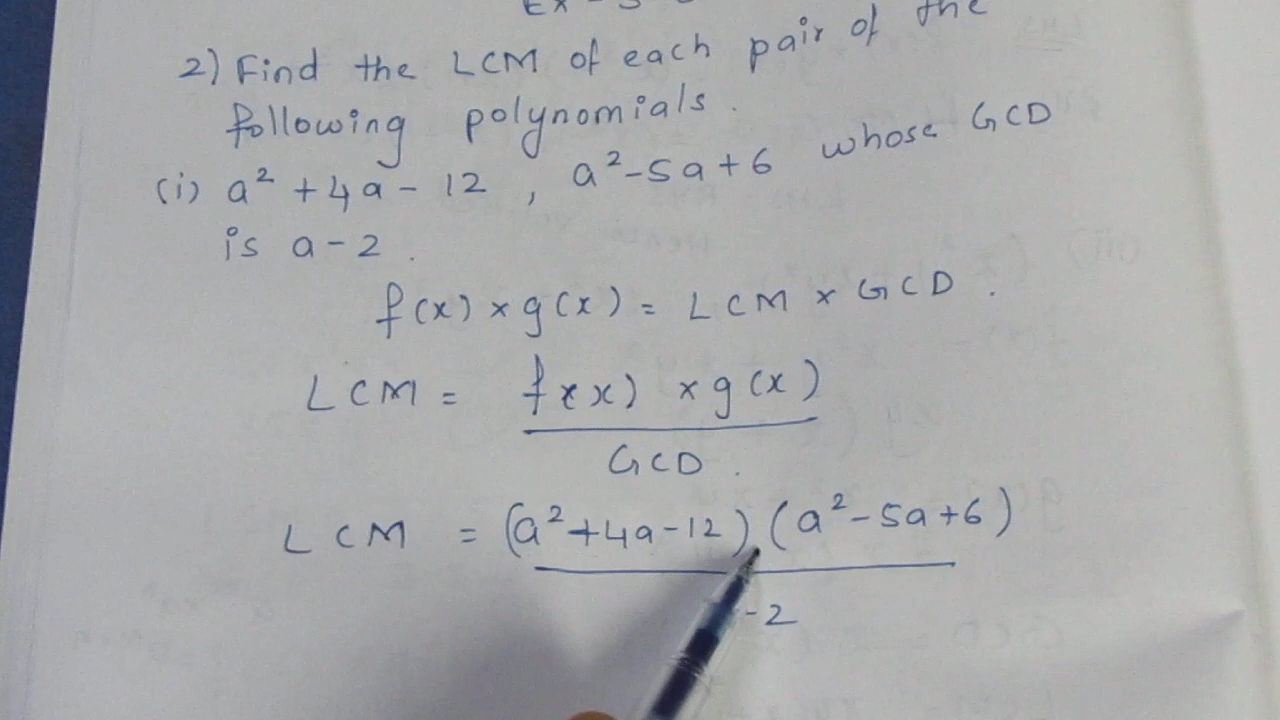 2) Find the LCM of each pair of the
following polynomials.
(i) a² + 4a - 12 , a² - 5a + 6 whose GCD
is a - 2.
f(x) × g(x) = LCM × GCD.
LCM = f(x) × g(x)
GCD.
LCM = (a² + 4a - 12) (a² - 5a + 6)
-2